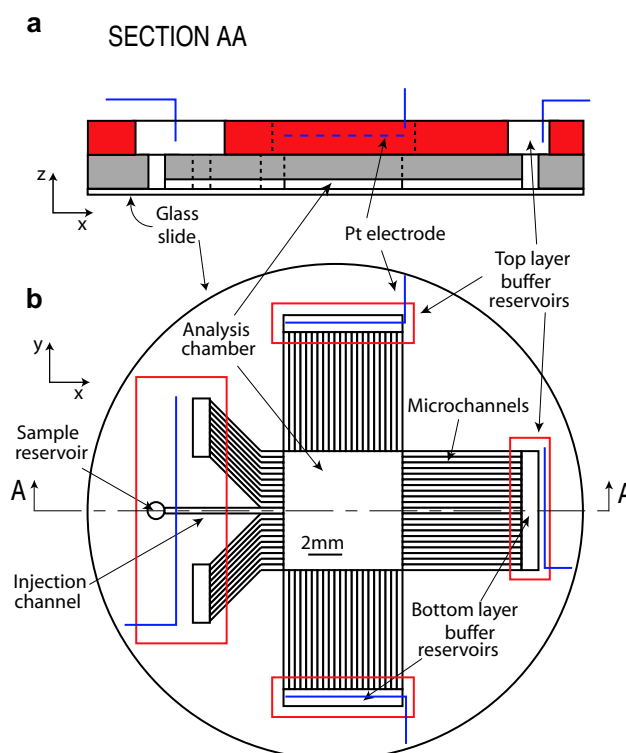 a
SECTION AA
z
x
Glass
slide
Pt electrode
Top layer
buffer
reservoirs
b
y
x
Analysis
chamber
Microchannels
Sample
reservoir
A
A
2mm
Injection
channel
Bottom layer
buffer
reservoirs